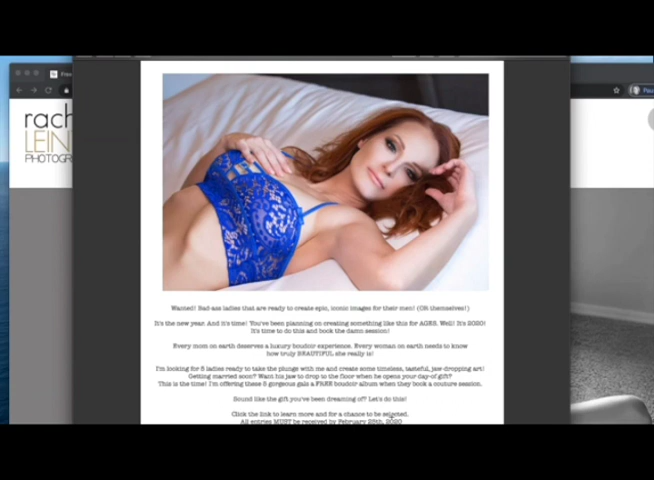 rach
LEIN
PHOTOGR
Wanted! Bad-ass ladies that are ready to create epic, iconic images for their men! (OR themselves!)
It's the new year. And it's time! You've been planning on creating something like this for AGES. Well! It's 2020!
It's time to do this and book the damn session!
Every mom on earth deserves a luxury boudoir experience. Every woman on earth needs to know
how truly BEAUTIFUL she really is!
I'm looking for 5 ladies ready to take the plunge with me and create some timeless, tasteful, jaw-dropping art!
Getting married soon? Want his jaw to drop to the floor when he opens your day-of gift?
This is the time! I'm offering these 5 gorgeous gals a FREE boudoir album when they book a couture session.
Sound like the gift you've been dreaming of? Let's do this!
Click the link to learn more and for a chance to be selected.
All entries MUST be received by February 28th, 2020